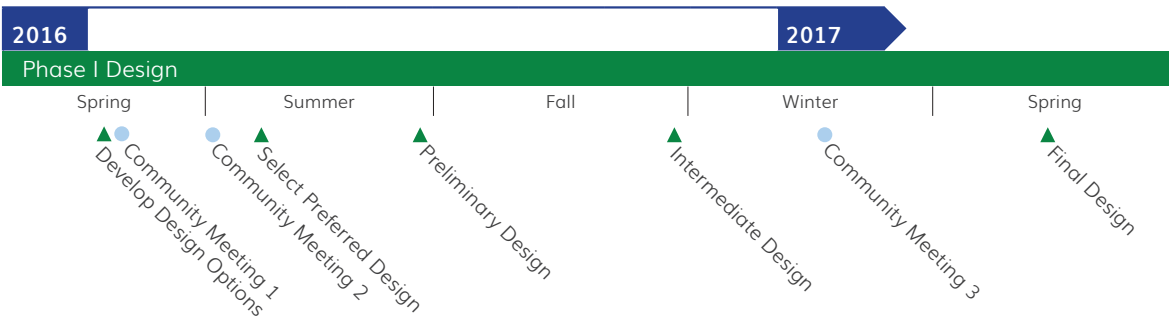 2016
2017
Phase I Design
Spring
Summer
Fall
Winter
Spring
Develop Design Options
Community Meeting 1
Community Meeting 2
Select Preferred Design
Preliminary Design
Intermediate Design
Community Meeting 3
Final Design